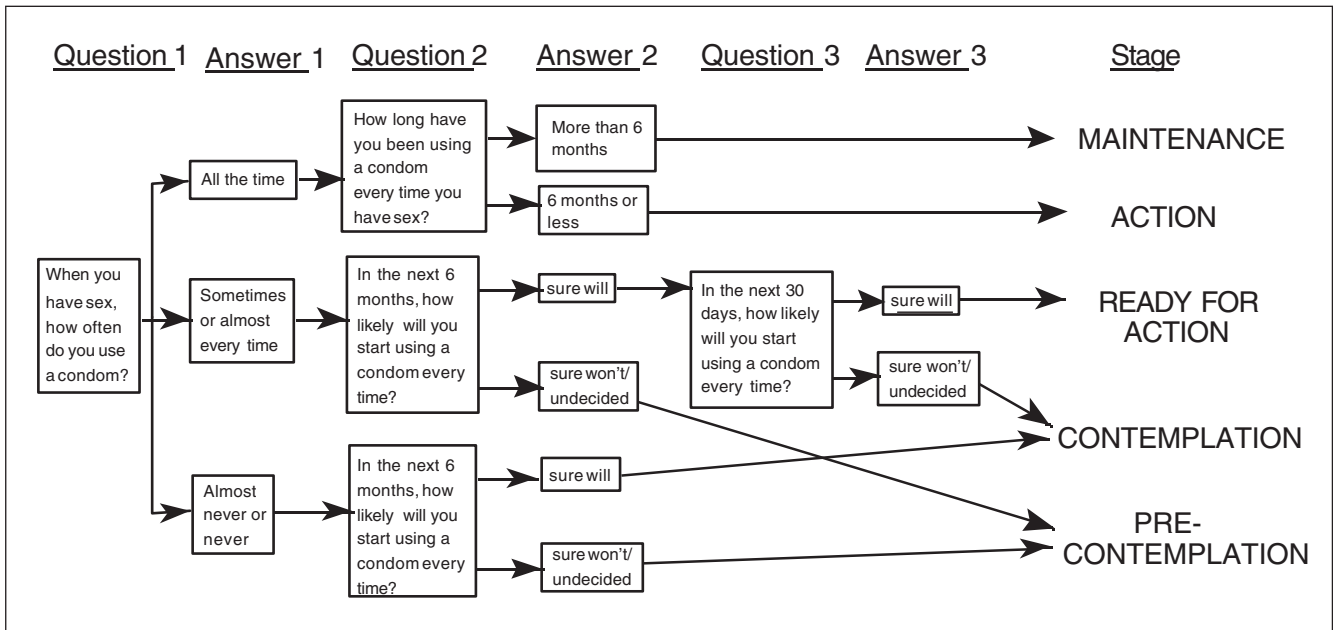 Question 1 Answer 1 Question 2 Answer 2 Question 3 Answer 3 Stage
When you
have sex,
how often
do you use
a condom?
All the time
How long have
you been using
a condom
every time you
have sex?
More than 6
months
MAINTENANCE
6 months or
less
ACTION
Sometimes
or almost
every time
In the next 6
months, how
likely will you
start using a
condom every
time?
sure will
In the next 30
days, how likely
will you start
using a condom
every time?
sure will
READY FOR
ACTION
sure won't/
undecided
sure won't/
undecided
CONTEMPLATION
Almost
never or
never
In the next 6
months, how
likely will you
start using a
condom every
time?
sure will
sure won't/
undecided
PRE-
CONTEMPLATION